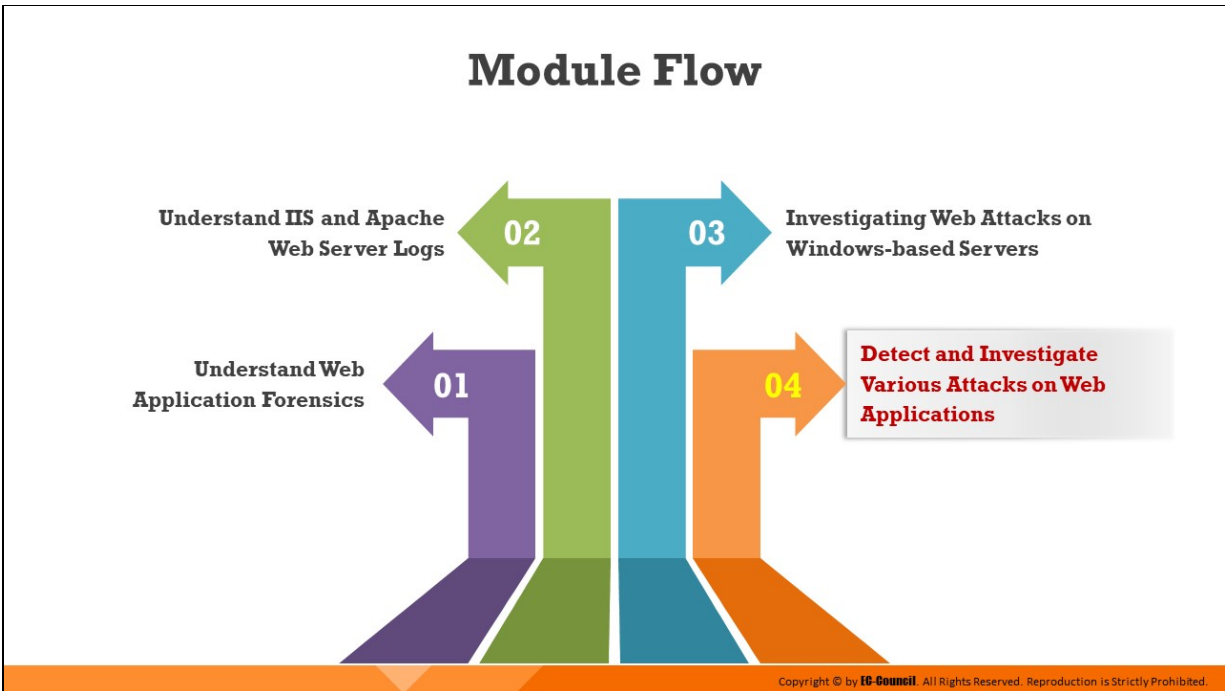 Module Flow
02
Understand IIS and Apache
Web Server Logs
03
Investigating Web Attacks on
Windows-based Servers
01
Understand Web
Application Forensics
04
Detect and Investigate
Various Attacks on Web
Applications
Copyright © by EC-Council. All Rights Reserved. Reproduction is Strictly Prohibited.